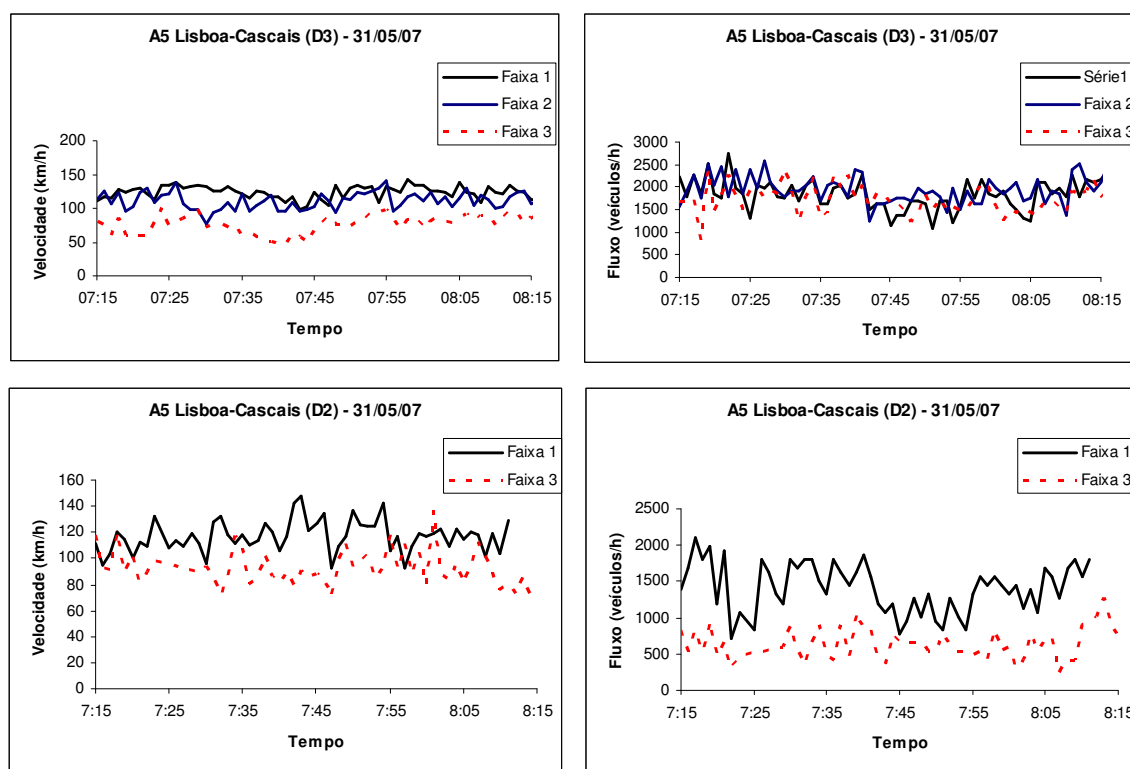 A5 Lisboa-Cascais (D3) - 31/05/07
Faixa 1
Faixa 2
Faixa 3
Velocidade (km/h)
200
150
100
50
0
07:15 07:25 07:35 07:45 07:55 08:05 08:15
Tempo
A5 Lisboa-Cascais (D3) - 31/05/07
Série1
Faixa 2
Faixa 3
Fluxo (veículos/h)
3000
2500
2000
1500
1000
500
0
07:15 07:25 07:35 07:45 07:55 08:05 08:15
Tempo
A5 Lisboa-Cascais (D2) - 31/05/07
Faixa 1
Faixa 3
Velocidade (km/h)
160
140
120
100
80
60
40
20
0
7:15 7:25 7:35 7:45 7:55 8:05 8:15
Tempo
A5 Lisboa-Cascais (D2) - 31/05/07
Faixa 1
Faixa 3
Fluxo (veículos/h)
2500
2000
1500
1000
500
0
7:15 7:25 7:35 7:45 7:55 8:05 8:15
Tempo